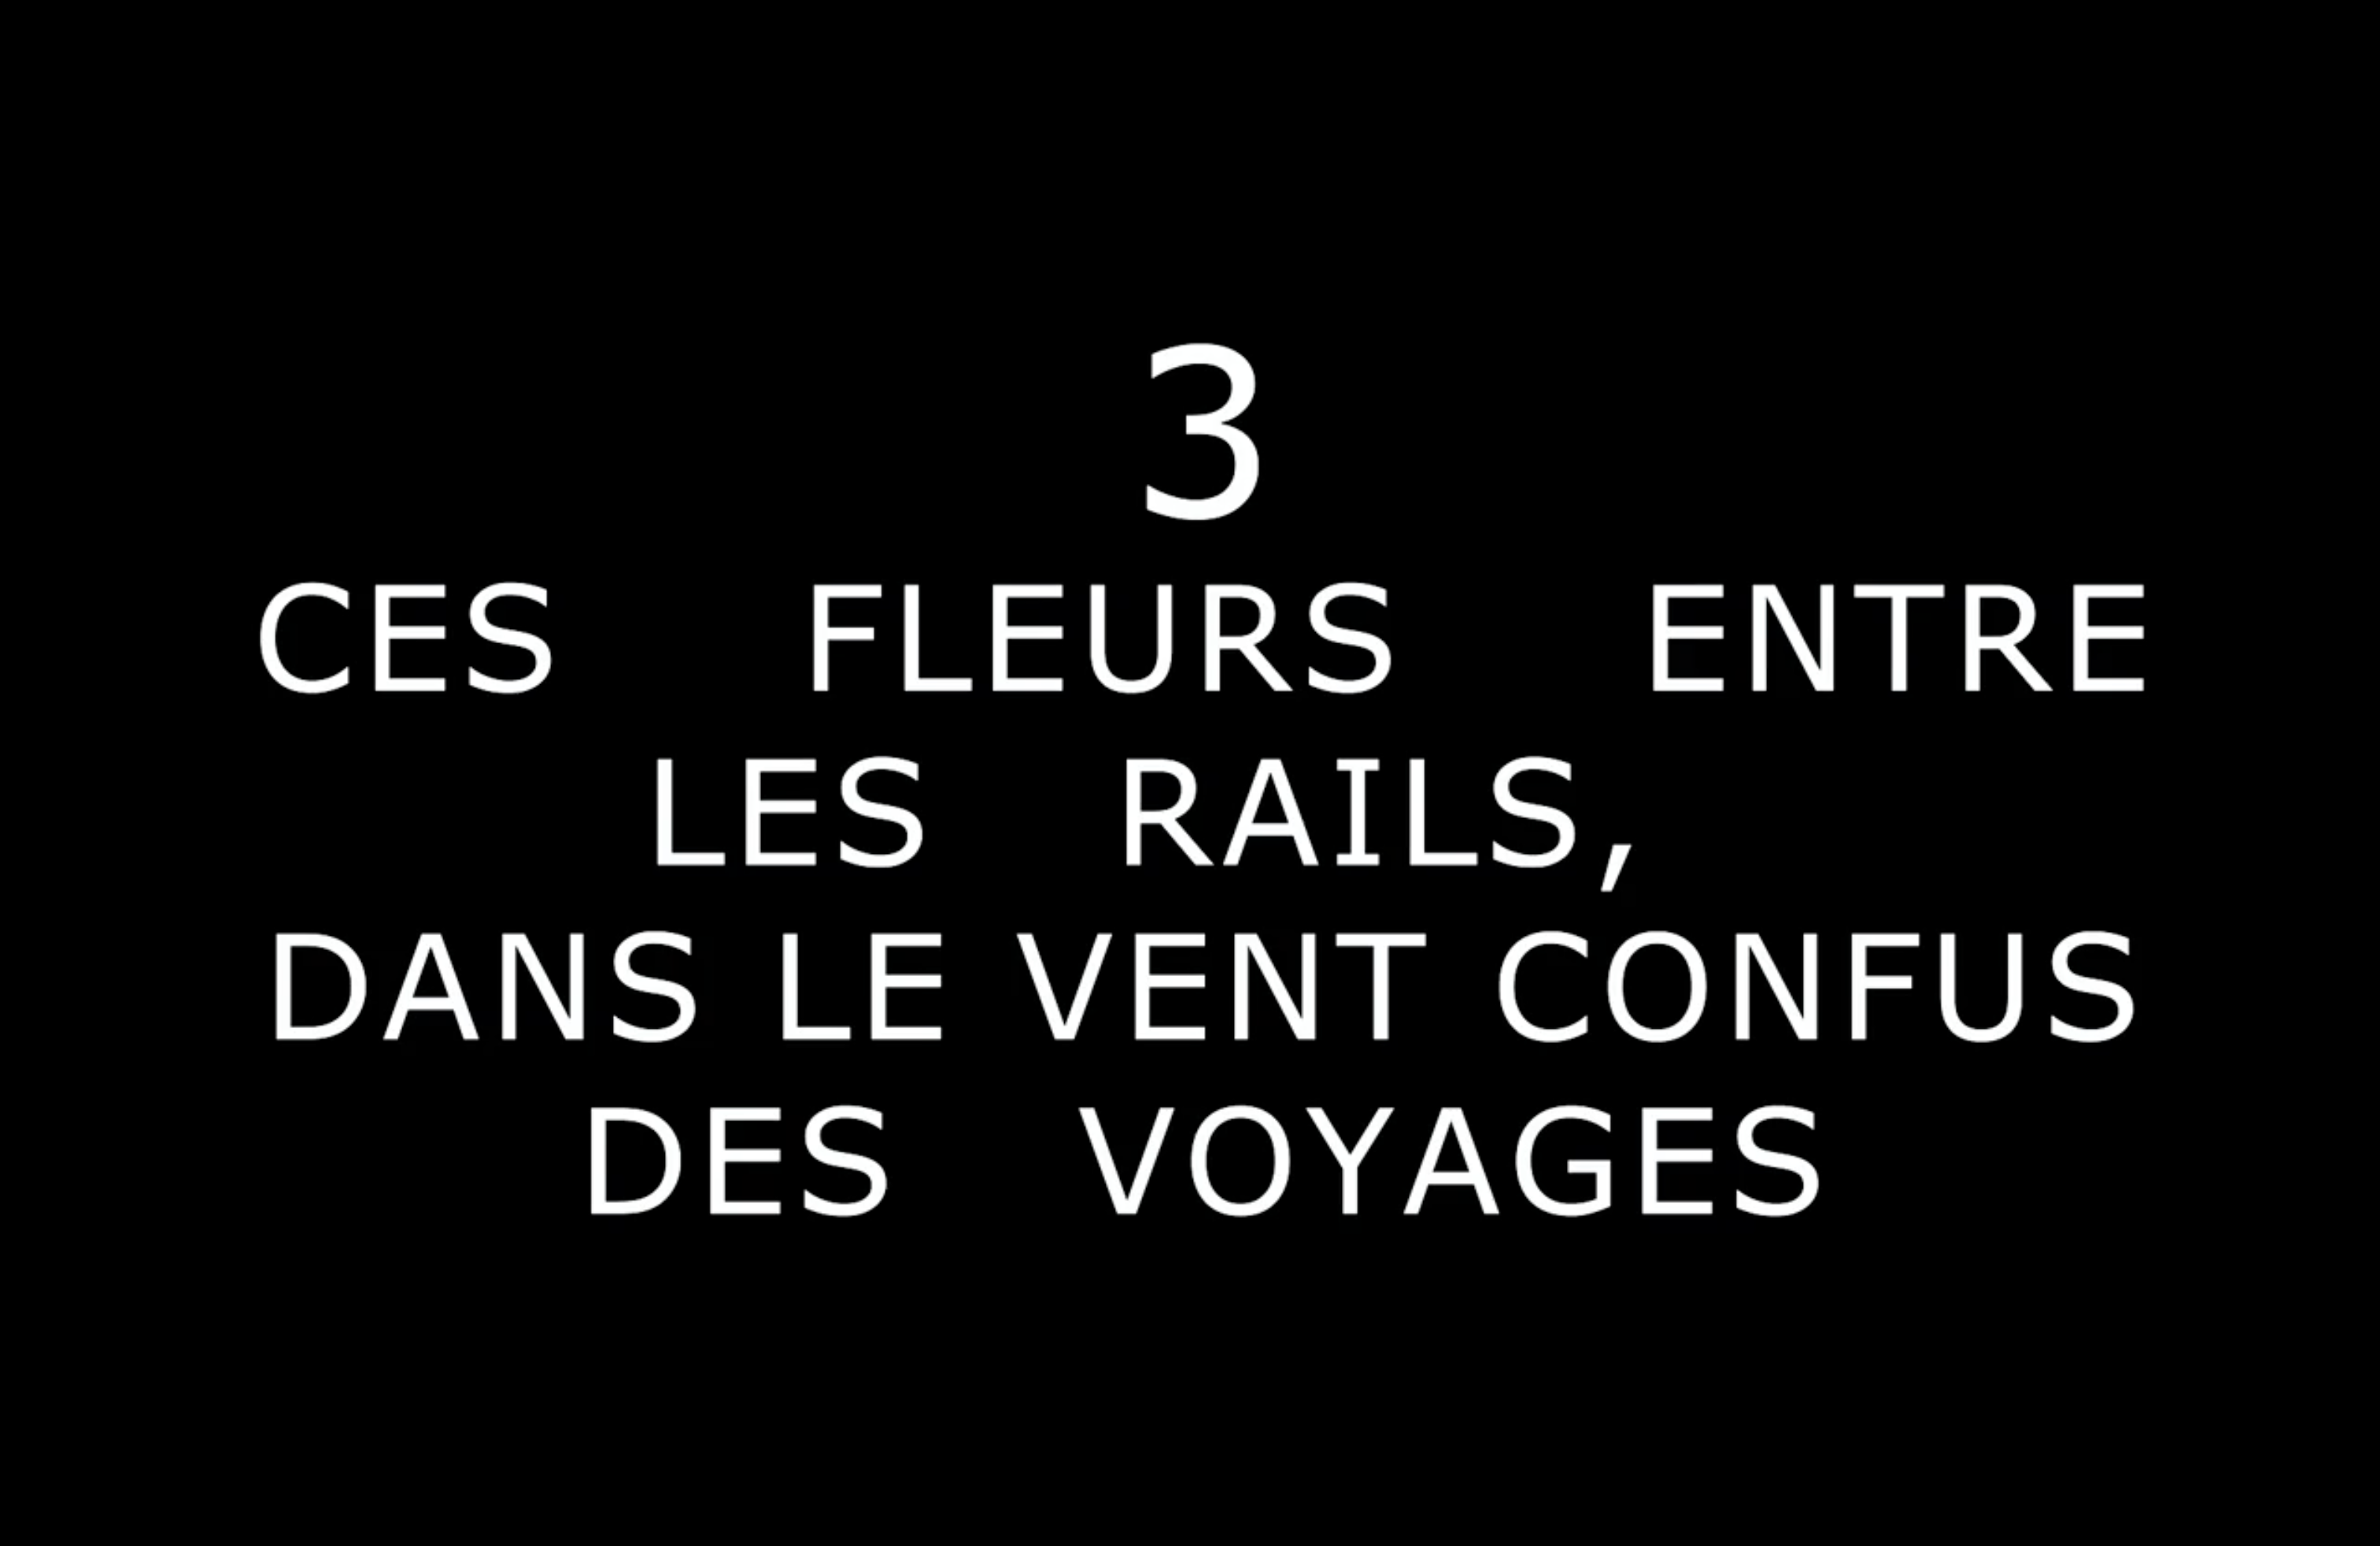 3
CES FLEURS ENTRE
LES RAILS,
DANS LE VENT CONFUS
DES VOYAGES